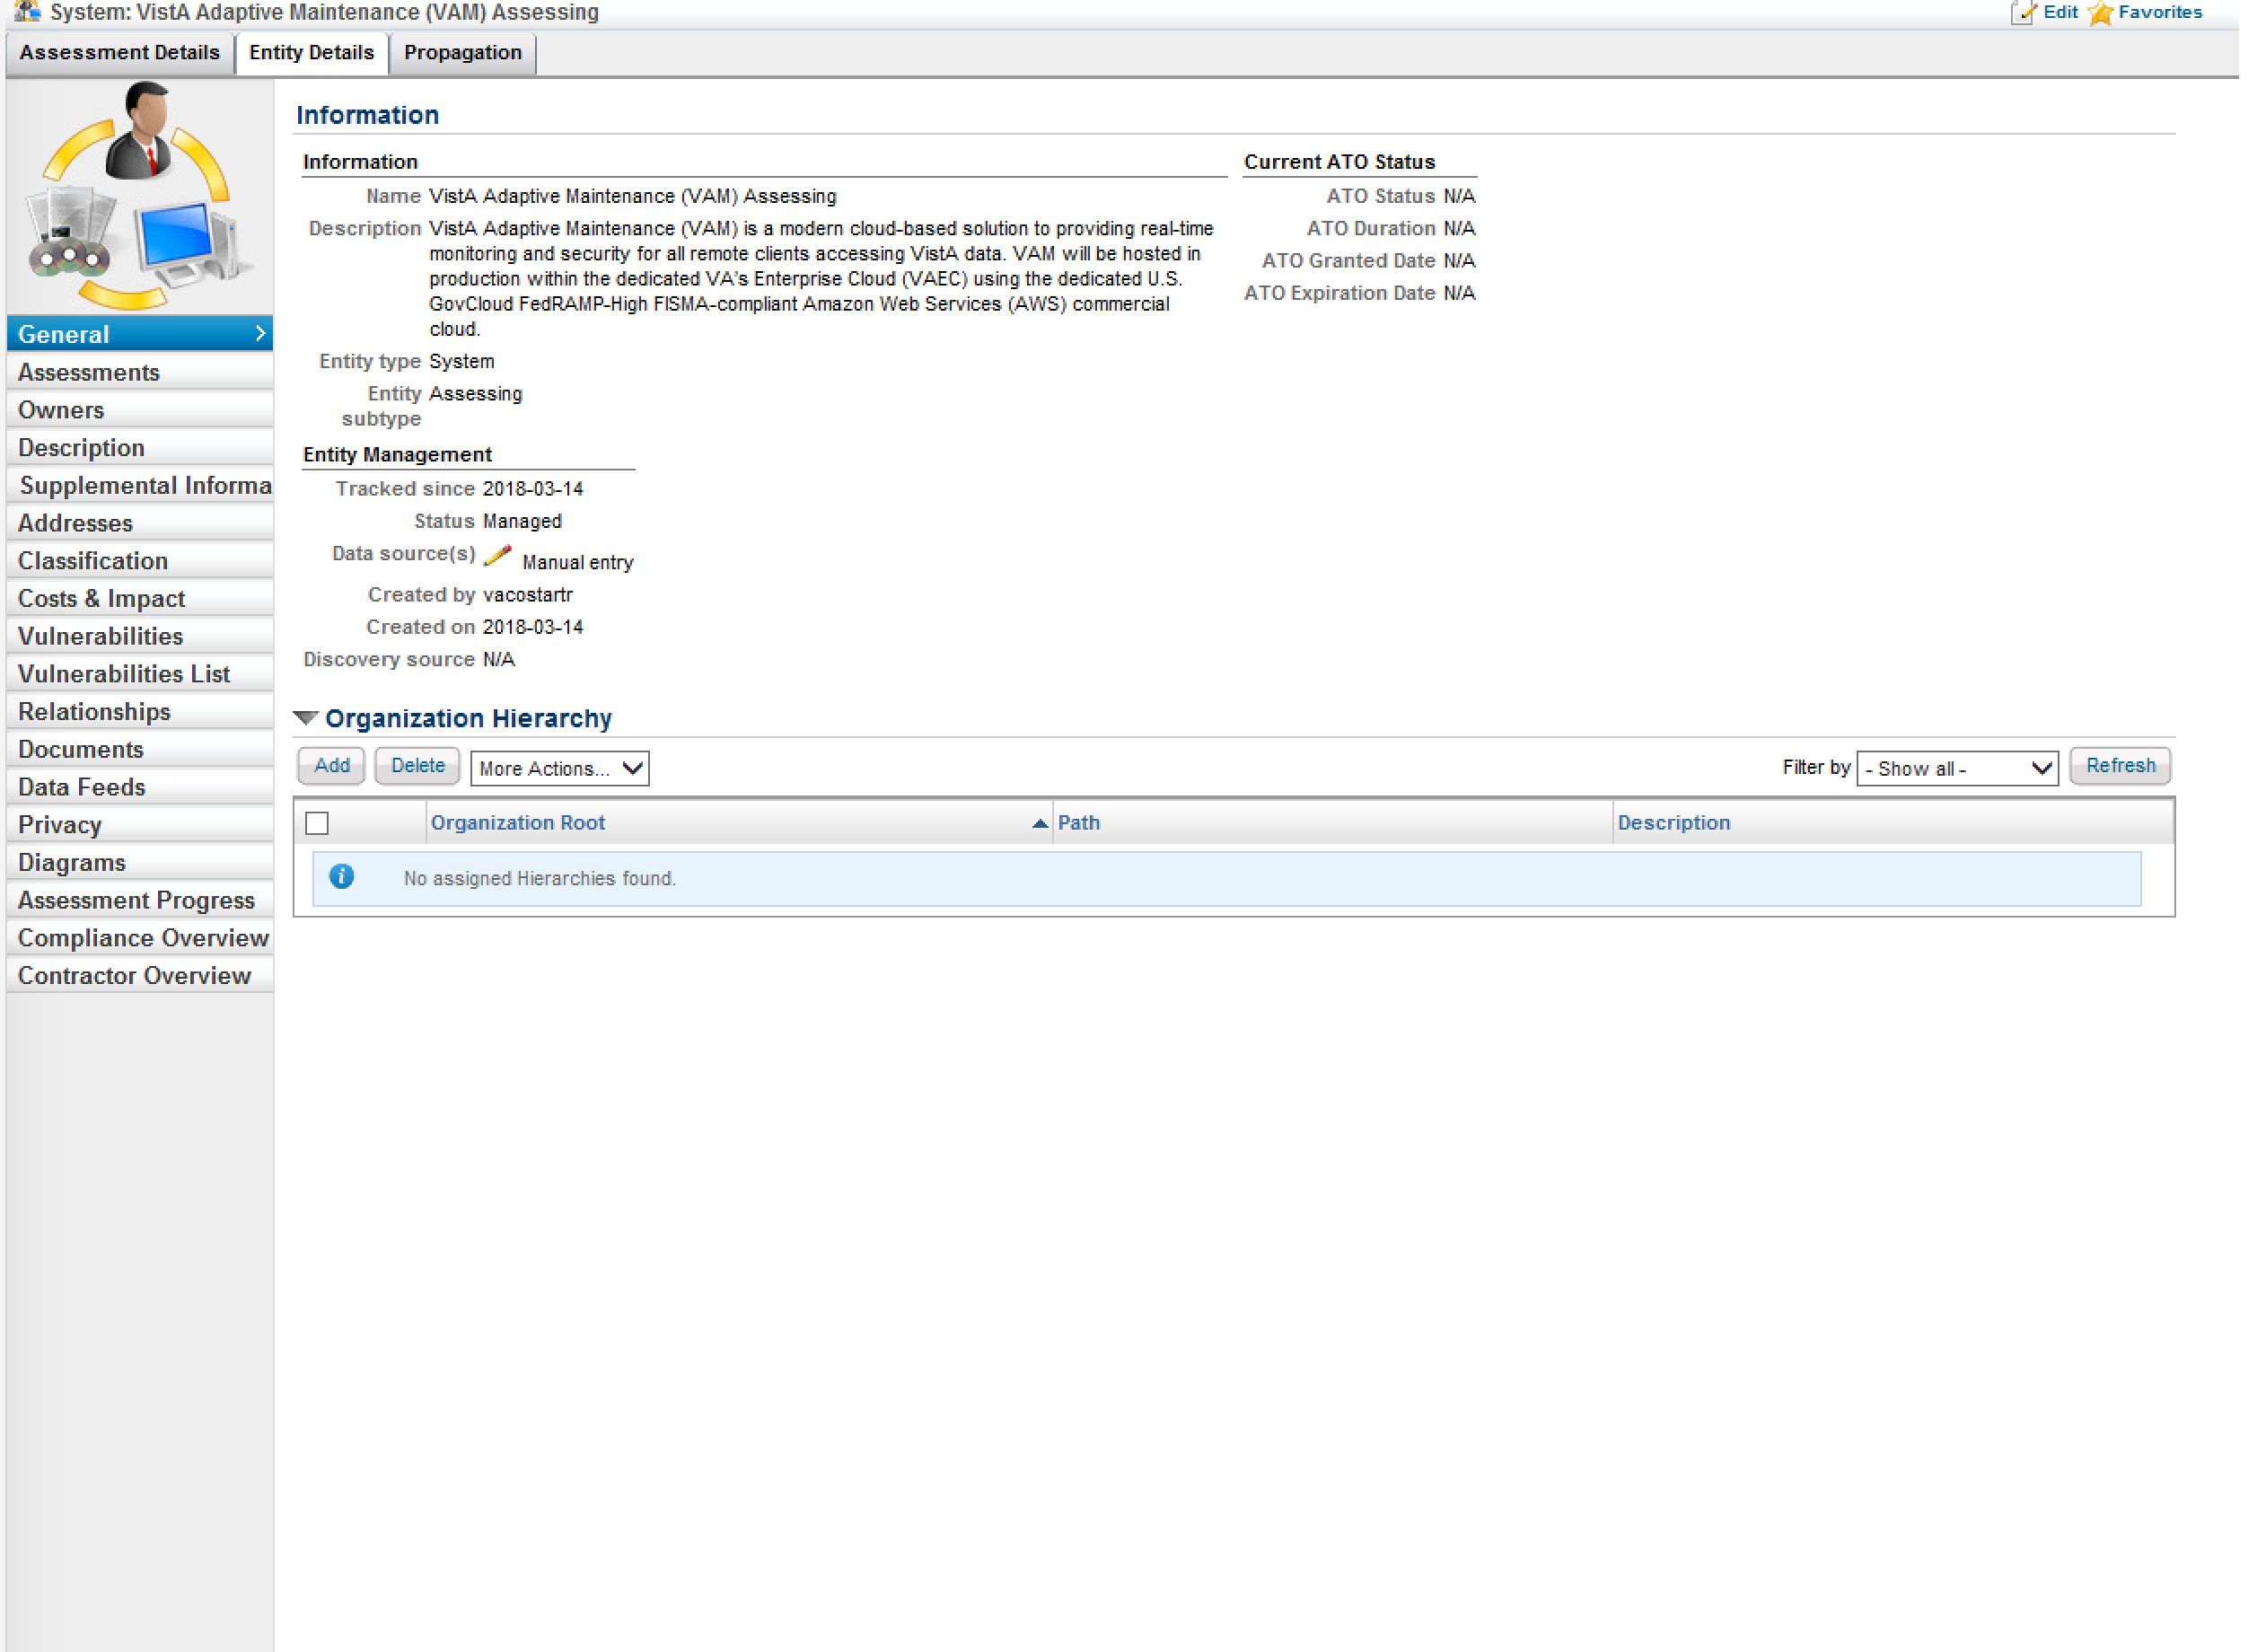 System: VistA Adaptive Maintenance (VAM) Assessing
Edit
Favorites
Assessment Details
Entity Details
Propagation
General
Assessments
Owners
Description
Supplemental Informa
Addresses
Classification
Costs & Impact
Vulnerabilities
Vulnerabilities List
Relationships
Documents
Data Feeds
Privacy
Diagrams
Assessment Progress
Compliance Overview
Contractor Overview
Information
Information
Name VistA Adaptive Maintenance (VAM) Assessing
Description VistA Adaptive Maintenance (VAM) is a modern cloud-based solution to providing real-time
monitoring and security for all remote clients accessing VistA data. VAM will be hosted in
production within the dedicated VA's Enterprise Cloud (VAEC) using the dedicated U.S.
GovCloud FedRAMP-High FISMA-compliant Amazon Web Services (AWS) commercial
cloud.
Entity type System
Entity Assessing
subtype
Current ATO Status
ATO Status N/A
ATO Duration N/A
ATO Granted Date N/A
ATO Expiration Date N/A
Entity Management
Tracked since 2018-03-14
Status Managed
Data source(s) Manual entry
Created by vacostartr
Created on 2018-03-14
Discovery source N/A
Organization Hierarchy
Add
Delete
More Actions...
Filter by - Show all -
Refresh
Organization Root
Path
Description
No assigned Hierarchies found.